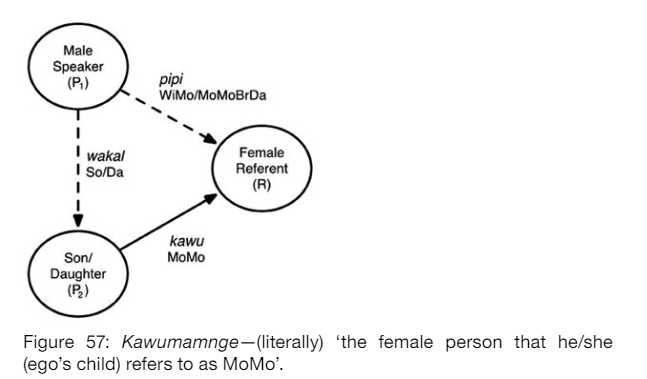 Male
Speaker
(P₁)
pipi
WiMo/MoMoBrDa
wakal
So/Da
Female
Referent
(R)
kawu
MoMo
Son/
Daughter
(P₂)
Figure 57: Kawumamnge—(literally) ‘the female person that he/she
(ego’s child) refers to as MoMo’.